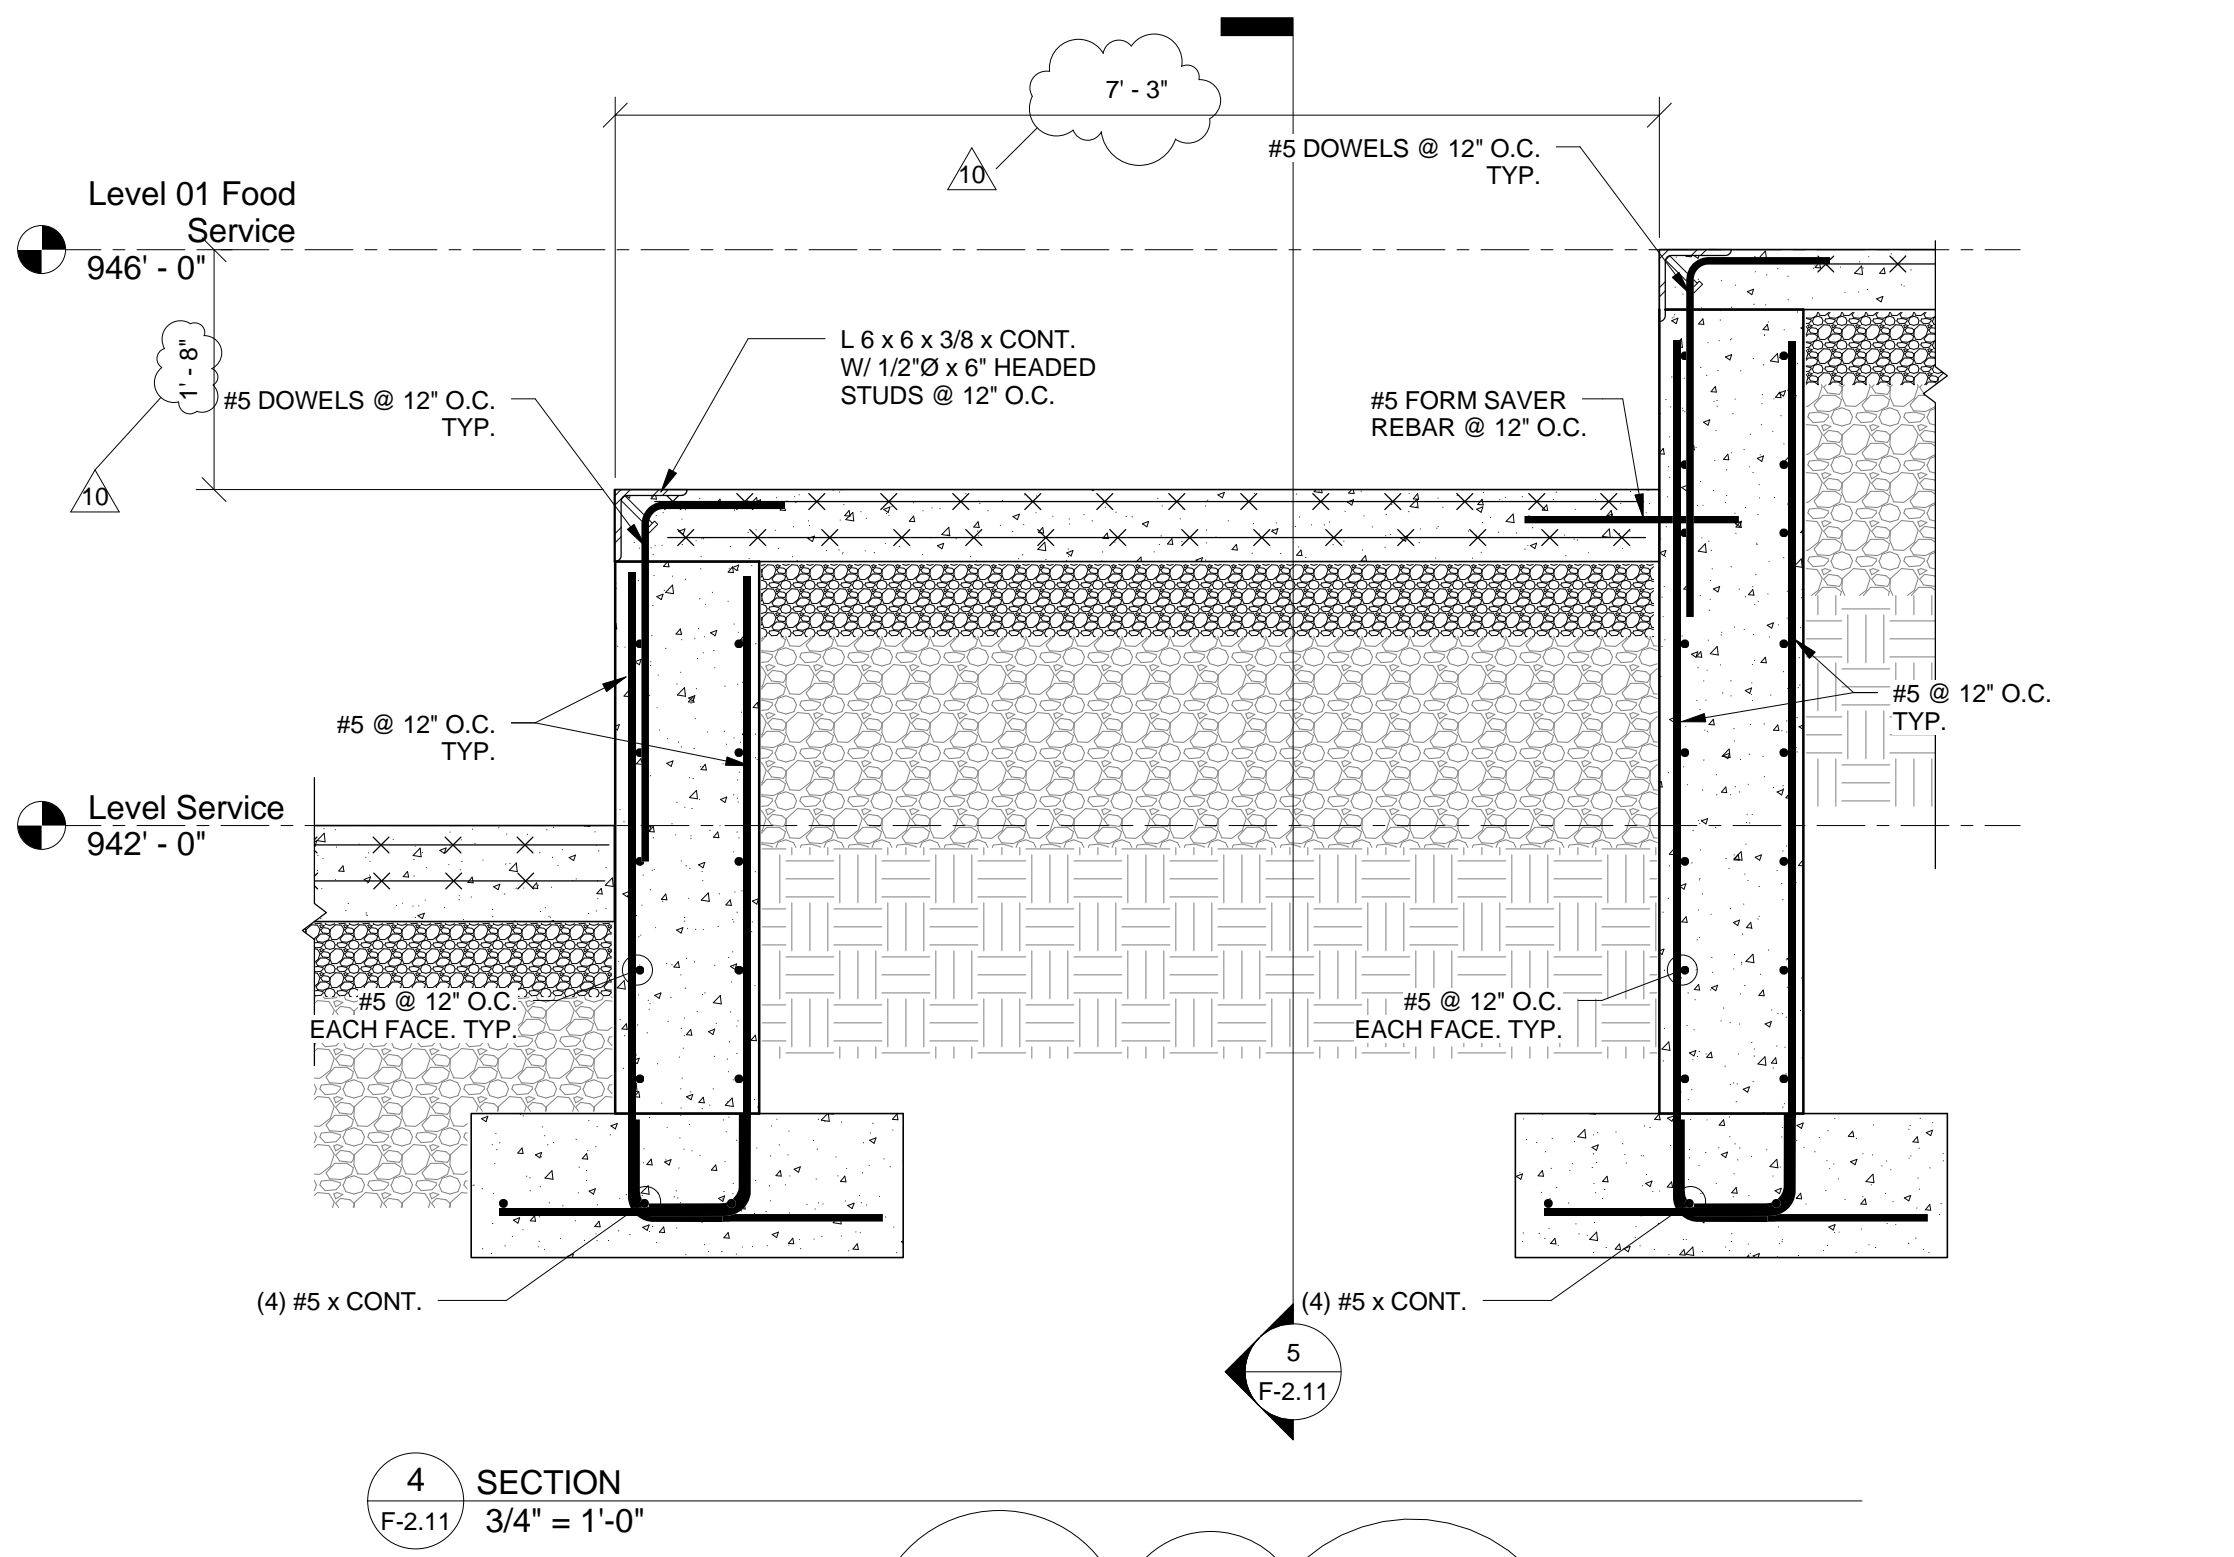 7' - 3"
10
#5 DOWELS @ 12" O.C.
TYP.
Level 01 Food
Service
946' - 0"
1' - 8"
10
#5 DOWELS @ 12" O.C.
TYP.
L 6 x 6 x 3/8 x CONT.
W/ 1/2"Ø x 6" HEADED
STUDS @ 12" O.C.
#5 FORM SAVER
REBAR @ 12" O.C.
#5 @ 12" O.C.
TYP.
#5 @ 12" O.C.
TYP.
Level Service
942' - 0"
#5 @ 12" O.C.
EACH FACE. TYP.
#5 @ 12" O.C.
EACH FACE. TYP.
(4) #5 x CONT.
(4) #5 x CONT.
5
F-2.11
4
F-2.11
SECTION
3/4" = 1'-0"